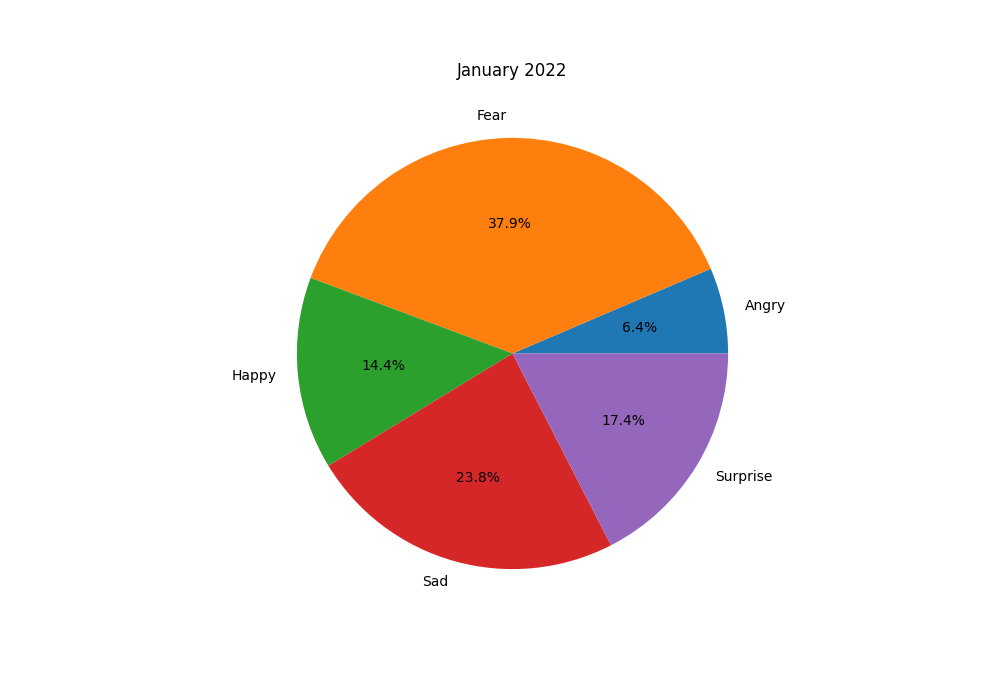 January 2022
Fear
37.9%
Angry
6.4%
Happy
14.4%
Sad
23.8%
Surprise
17.4%